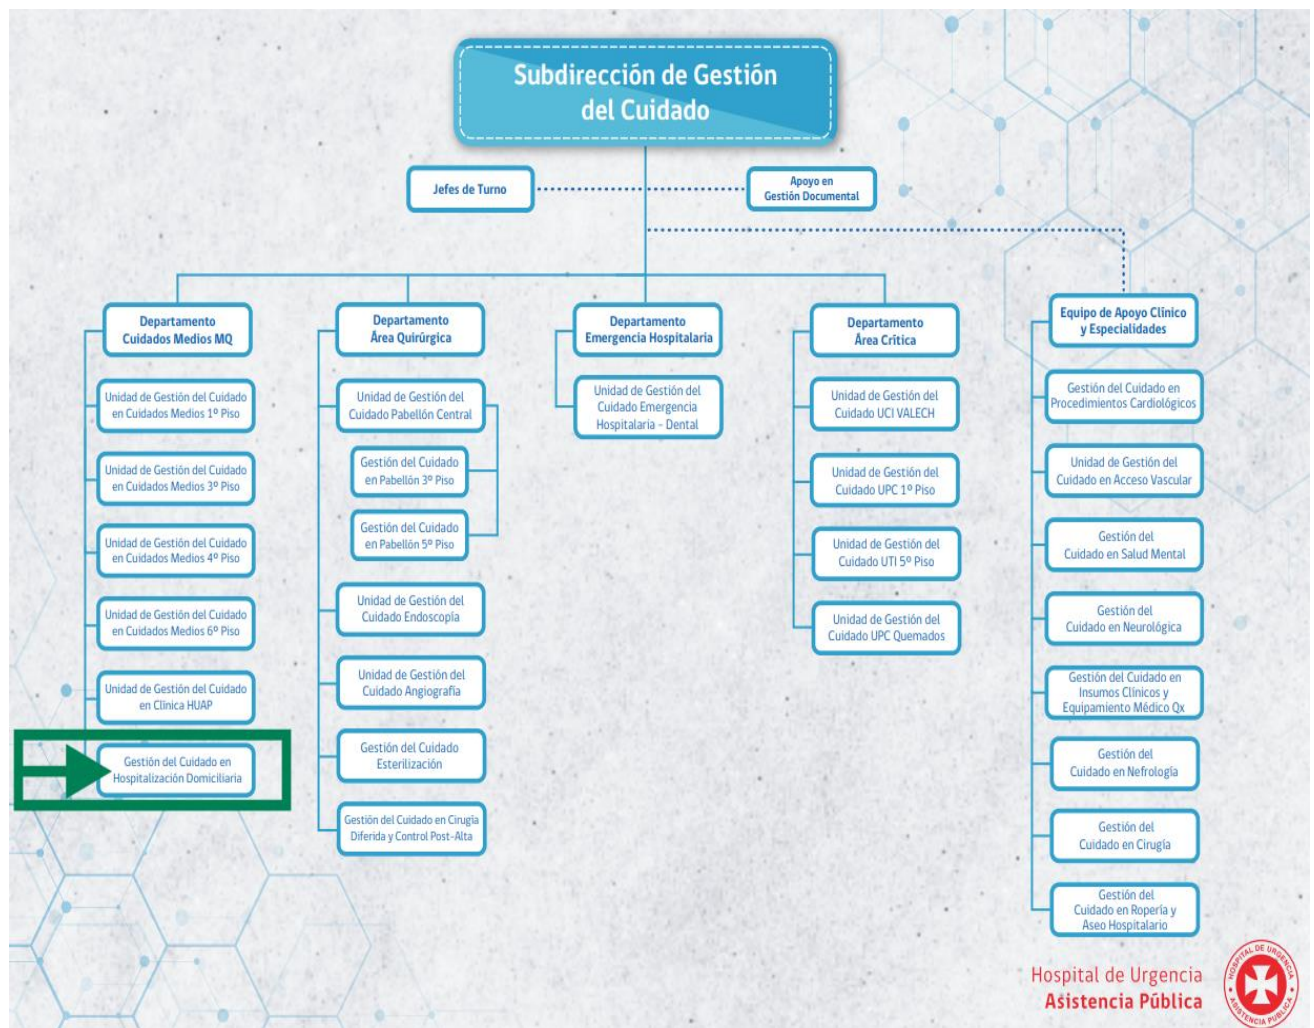 Subdirección de Gestión
del Cuidado
Jefes de Turno
Apoyo en
Gestión Documental
Departamento
Cuidados Medios MQ
Unidad de Gestión del Cuidado
en Cuidados Medios 1º Piso
Unidad de Gestión del Cuidado
en Cuidados Medios 3º Piso
Unidad de Gestión del Cuidado
en Cuidados Medios 4º Piso
Unidad de Gestión del Cuidado
en Cuidados Medios 6º Piso
Unidad de Gestión del Cuidado
en Clínica HUAP
Gestión del Cuidado en
Hospitalización Domiciliaria
Departamento
Área Quirúrgica
Unidad de Gestión del
Cuidado Pabellón Central
Gestión del Cuidado
en Pabellón 3º Piso
Gestión del Cuidado
en Pabellón 5º Piso
Unidad de Gestión del
Cuidado Endoscopía
Unidad de Gestión del
Cuidado Angiografía
Gestión del Cuidado
Esterilización
Gestión del Cuidado en Cirugía
Diferida y Control Post-Alta
Departamento
Emergencia Hospitalaria
Unidad de Gestión del
Cuidado Emergencia
Hospitalaria - Dental
Departamento
Área Crítica
Unidad de Gestión del
Cuidado UCI VALECH
Unidad de Gestión del
Cuidado UPC 1º Piso
Unidad de Gestión del
Cuidado UTI 5º Piso
Unidad de Gestión del
Cuidado UPC Quemados
Equipo de Apoyo Clínico
y Especialidades
Gestión del Cuidado en
Procedimientos Cardiológicos
Unidad de Gestión del
Cuidado en Acceso Vascular
Gestión del
Cuidado en Salud Mental
Gestión del
Cuidado en Neurológica
Gestión del Cuidado en
Insumos Clínicos y
Equipamiento Médico Qx
Gestión del
Cuidado en Nefrología
Gestión del
Cuidado en Cirugía
Gestión del
Cuidado en Ropería y
Aseo Hospitalario
Hospital de Urgencia
Asistencia Pública
HOSPITAL DE URGENCIA
ASISTENCIA PUBLICA